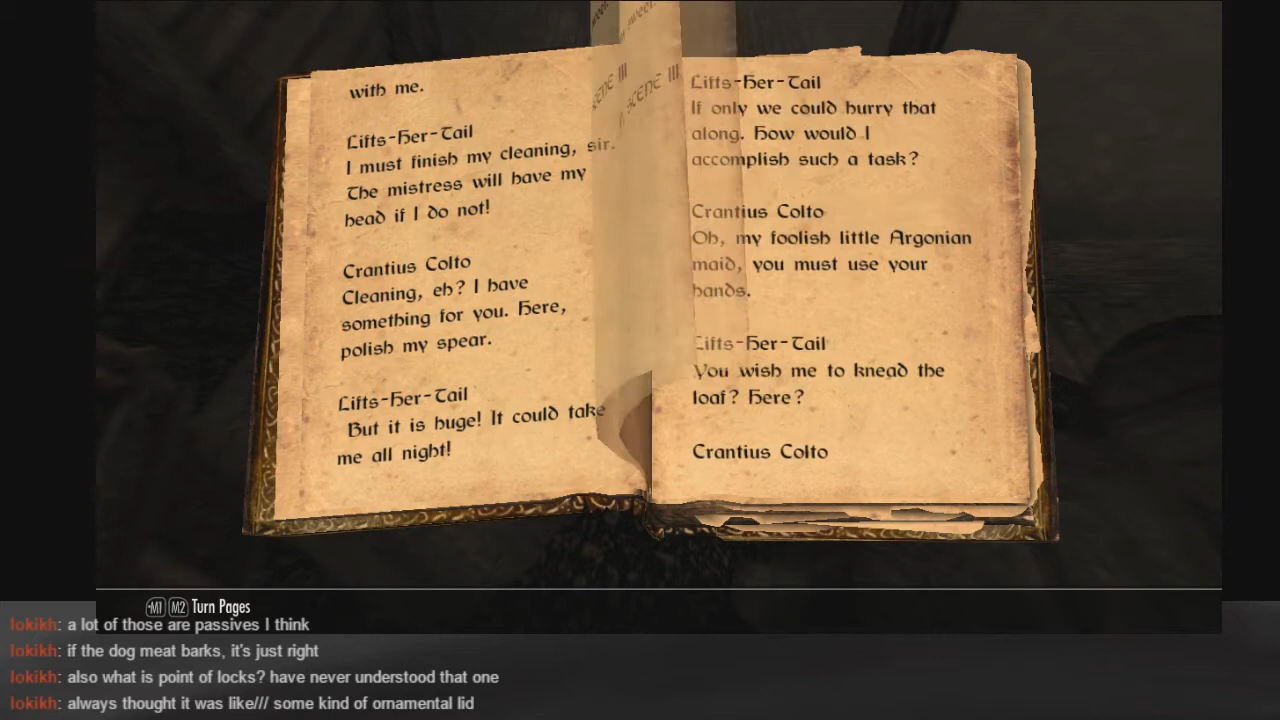 with me.
Lifts-Her-Tail
I must finish my cleaning, sir.
The mistress will have my
head if I do not!
Crantius Colto
Cleaning, eh? I have
something for you. Here,
polish my spear.
Lifts-Her-Tail
But it is huge! It could take
me all night!
SCENE III
SCENE III
Lifts-Her-Tail
If only we could hurry that
along. How would I
accomplish such a task?
Crantius Colto
Oh, my foolish little Argonian
maid, you must use your
hands.
Lifts-Her-Tail
You wish me to knead the
loaf? Here?
Crantius Colto
M1 M2 Turn Pages
lokikh: a lot of those are passives I think
lokikh: if the dog meat barks, it's just right
lokikh: also what is point of locks? have never understood that one
lokikh: always thought it was like/// some kind of ornamental lid